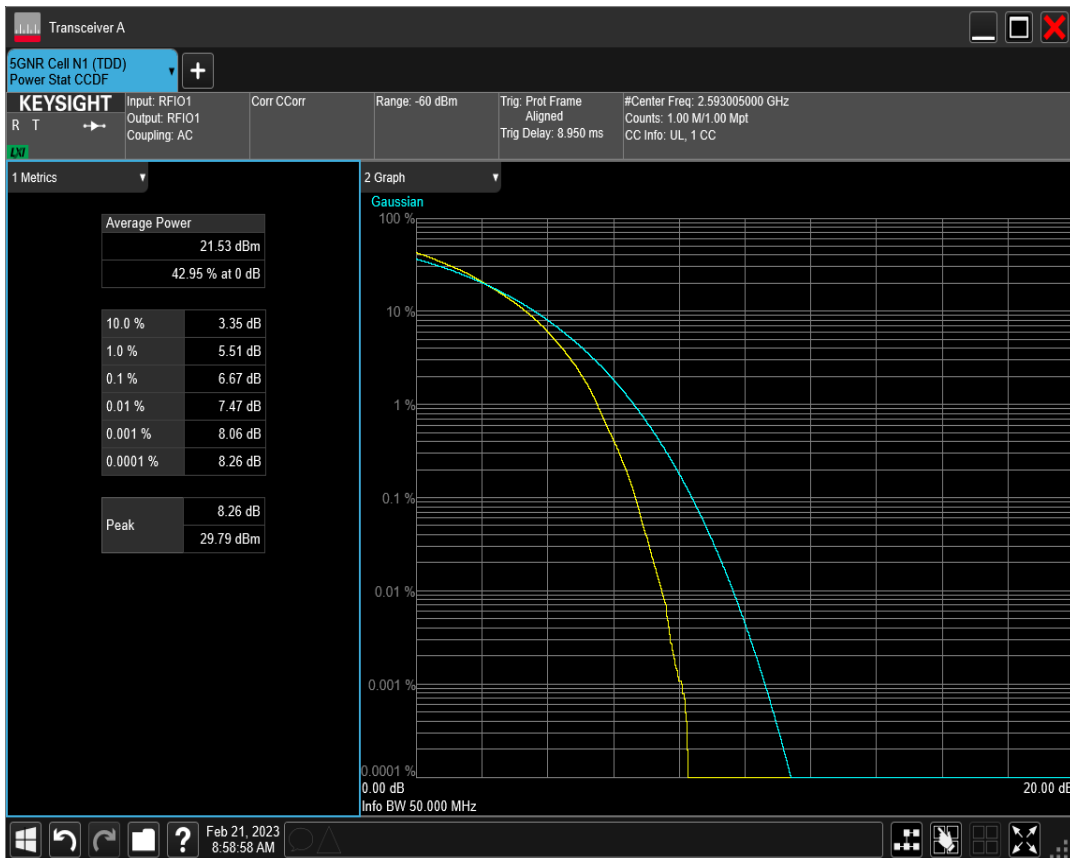 Transceiver A
5GNR Cell N1 (TDD)
Power Stat CCDF
KEYSIGHT
R T
LXI
Input: RFIO1
Output: RFIO1
Coupling: AC
Corr CCorr
Range: -60 dBm
Trig: Prot Frame
Aligned
Trig Delay: 8.950 ms
#Center Freq: 2.593005000 GHz
Counts: 1.00 M/1.00 Mpt
CC Info: UL, 1 CC
1 Metrics
Average Power
21.53 dBm
42.95 % at 0 dB
10.0 % 3.35 dB
1.0 % 5.51 dB
0.1 % 6.67 dB
0.01 % 7.47 dB
0.001 % 8.06 dB
0.0001 % 8.26 dB
Peak
8.26 dB
29.79 dBm
2 Graph
Gaussian
100 %
10 %
1 %
0.1 %
0.01 %
0.001 %
0.0001 %
0.00 dB 20.00 dB
Info BW 50.000 MHz
?
Feb 21, 2023
8:58:58 AM